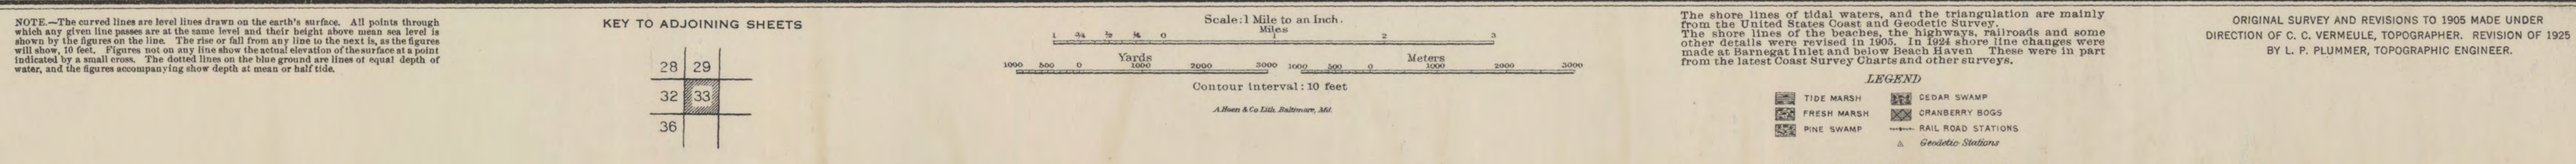 NOTE.—The curved lines are level lines drawn on the earth's surface. All points through
which any given line passes are at the same level and their height above mean sea level is
shown by the figures on the line. The rise or fall from any line to the next is, as the figures
will show, 10 feet. Figures not on any line show the actual elevation of the surface at a point
indicated by a small cross. The dotted lines on the blue ground are lines of equal depth of
water, and the figures accompanying show depth at mean or half tide.
KEY TO ADJOINING SHEETS
28 29
32 33
36
Scale: 1 Mile to an Inch.
Miles
1 ¾ ½ ¼ 0 1 2 3
Yards
1000 500 0 1000 2000 3000
Meters
1000 500 0 1000 2000 3000
Contour interval: 10 feet
A. Hoen & Co. Lith. Baltimore, Md.
The shore lines of tidal waters, and the triangulation are mainly
from the United States Coast and Geodetic Survey.
The shore lines of the beaches, the highways, railroads and some
other details were revised in 1905. In 1924 shore line changes were
made at Barnegat Inlet and below Beach Haven These were in part
from the latest Coast Survey Charts and other surveys.
LEGEND
TIDE MARSH
FRESH MARSH
PINE SWAMP
CEDAR SWAMP
CRANBERRY BOGS
RAIL ROAD STATIONS
Geodetic Stations
ORIGINAL SURVEY AND REVISIONS TO 1905 MADE UNDER
DIRECTION OF C. C. VERMEULE, TOPOGRAPHER. REVISION OF 1925
BY L. P. PLUMMER, TOPOGRAPHIC ENGINEER.